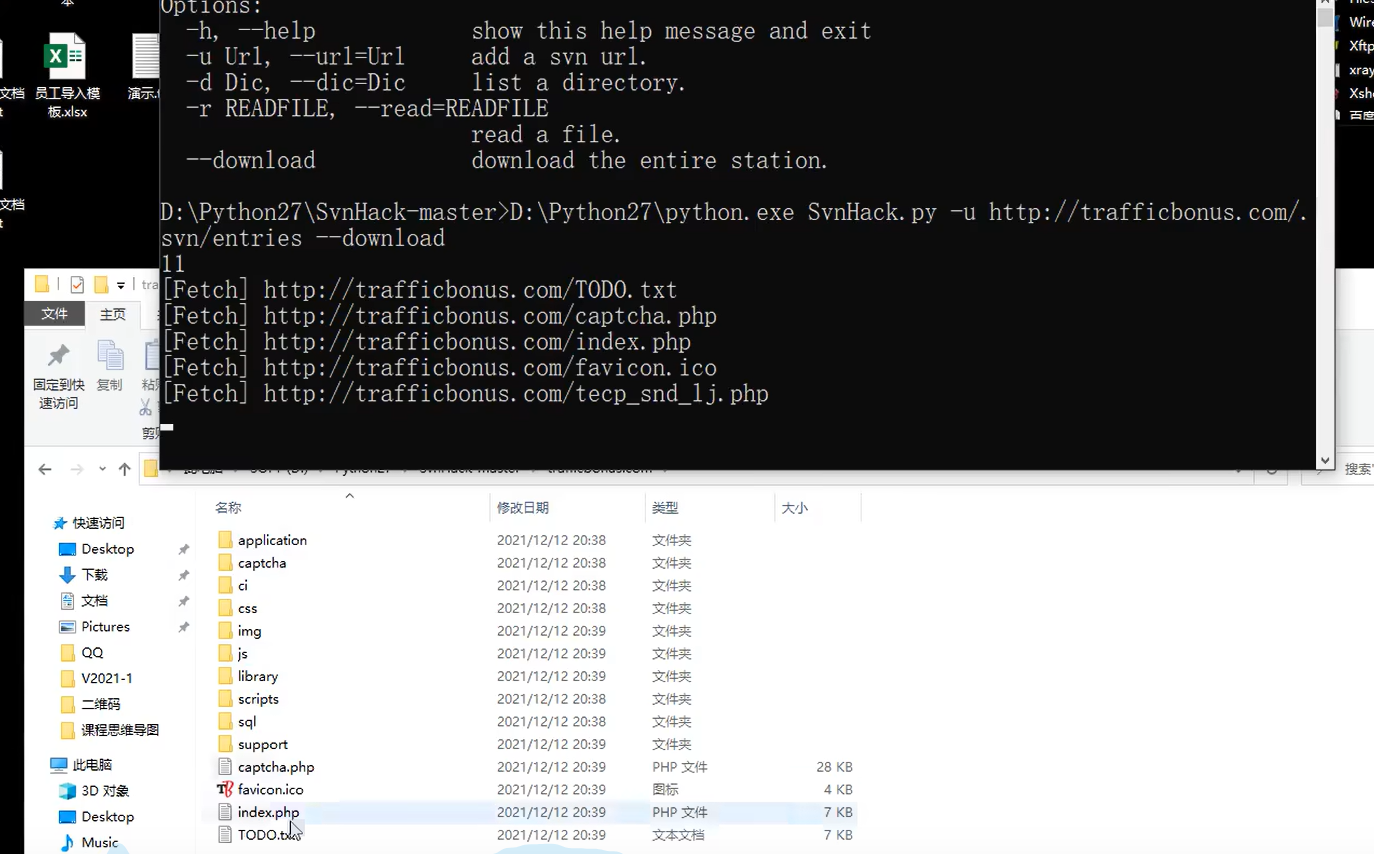 本
Options:
-h, --help show this help message and exit
-u Url, --url=Url add a svn url.
-d Dic, --dic=Dic list a directory.
-r READFILE, --read=READFILE
read a file.
--download download the entire station.
D:\Python27\SvnHack-master>D:\Python27\python.exe SvnHack.py -u http://trafficbonus.com/.
svn/entries --download
11
[Fetch] http://trafficbonus.com/TODO.txt
[Fetch] http://trafficbonus.com/captcha.php
[Fetch] http://trafficbonus.com/index.php
[Fetch] http://trafficbonus.com/favicon.ico
[Fetch] http://trafficbonus.com/tecp_snd_lj.php
文档
t
员工导入模
板.xlsx
演示.
文档
t
Wire
Xftp
xray
Xshe
百度
tra
文件
主页
固定到快
速访问
复制
粘贴
剪
搜索"
名称 修改日期 类型 大小
快速访问
Desktop
下载
文档
Pictures
QQ
V2021-1
二维码
课程思维导图
此电脑
3D 对象
Desktop
Music
application 2021/12/12 20:38 文件夹
captcha 2021/12/12 20:38 文件夹
ci 2021/12/12 20:38 文件夹
css 2021/12/12 20:38 文件夹
img 2021/12/12 20:39 文件夹
js 2021/12/12 20:39 文件夹
library 2021/12/12 20:39 文件夹
scripts 2021/12/12 20:38 文件夹
sql 2021/12/12 20:38 文件夹
support 2021/12/12 20:39 文件夹
captcha.php 2021/12/12 20:39 PHP 文件 28 KB
favicon.ico 2021/12/12 20:39 图标 4 KB
index.php 2021/12/12 20:39 PHP 文件 7 KB
TODO.txt 2021/12/12 20:39 文本文档 7 KB